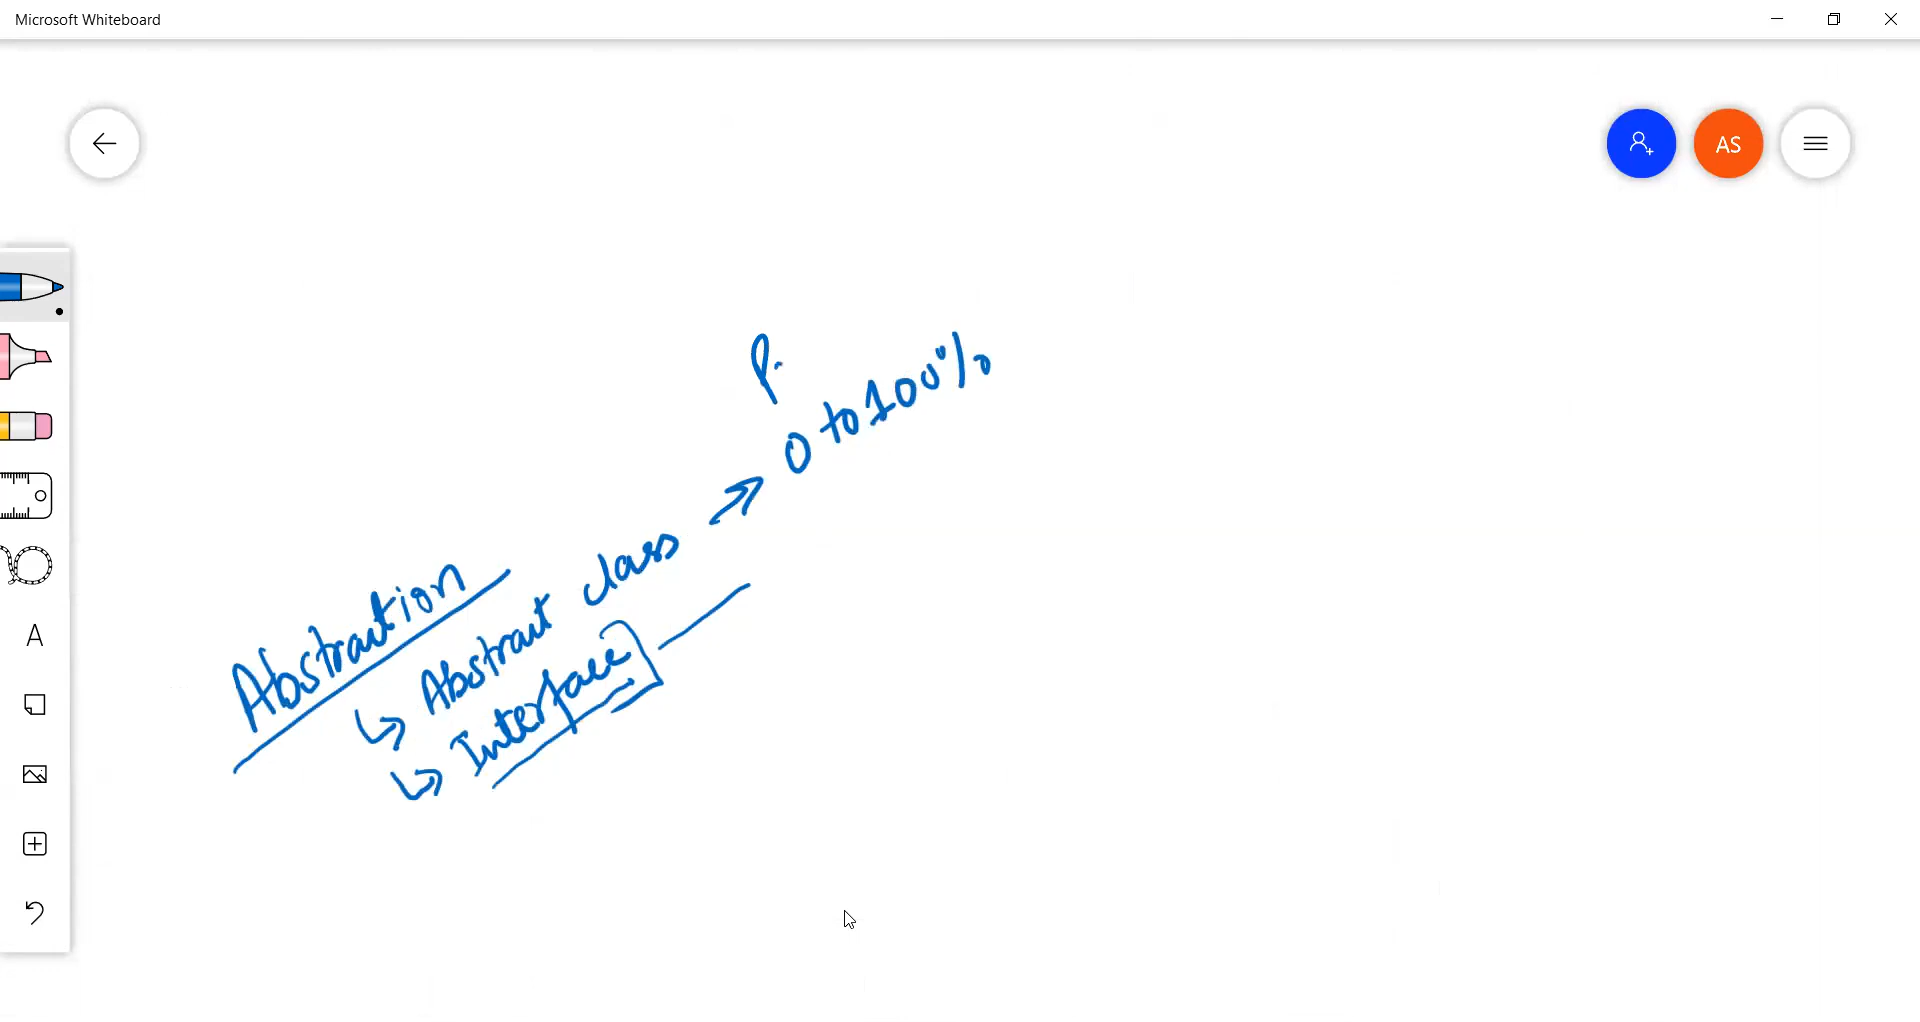 Microsoft Whiteboard
AS
P.
0 to 100%
Abstraction
↳ Abstract class →
↳ Interface
A